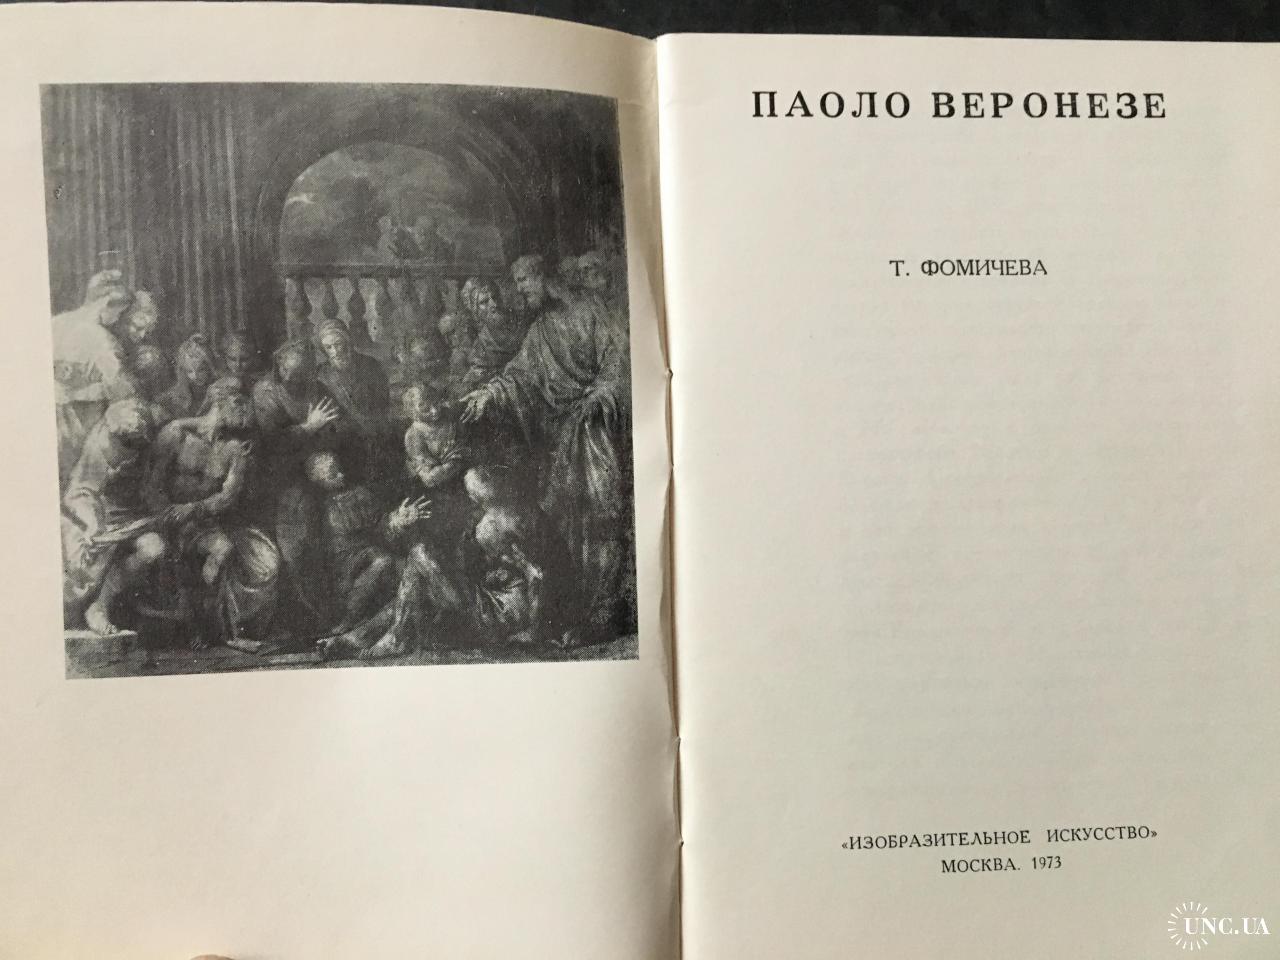 ПАОЛО ВЕРОНЕЗЕ
Т. ФОМИЧЕВА
«ИЗОБРАЗИТЕЛЬНОЕ ИСКУССТВО»
МОСКВА. 1973
UNC.UA